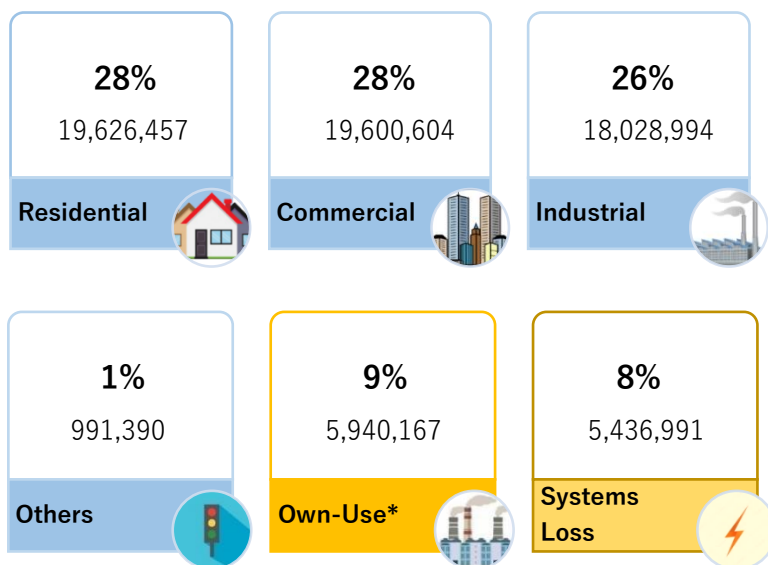 28%
19,626,457
Residential
28%
19,600,604
Commercial
26%
18,028,994
Industrial
1%
991,390
Others
9%
5,940,167
Own-Use*
8%
5,436,991
Systems
Loss